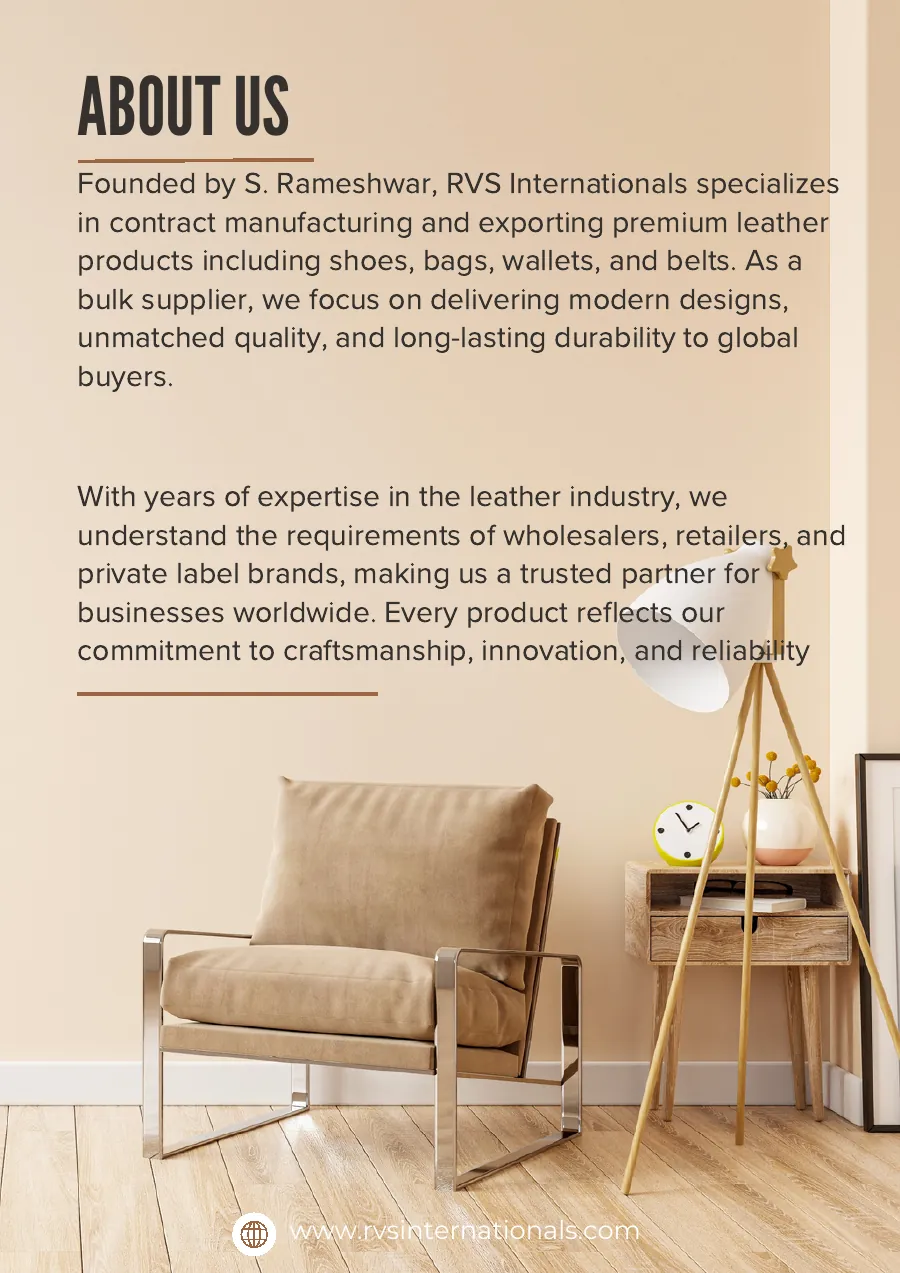 ABOUT US
Founded by S. Rameshwar, RVS Internationals specializes
in contract manufacturing and exporting premium leather
products including shoes, bags, wallets, and belts. As a
bulk supplier, we focus on delivering modern designs,
unmatched quality, and long-lasting durability to global
buyers.
With years of expertise in the leather industry, we
understand the requirements of wholesalers, retailers, and
private label brands, making us a trusted partner for
businesses worldwide. Every product reflects our
commitment to craftsmanship, innovation, and reliability
www.rvsinternationals.com